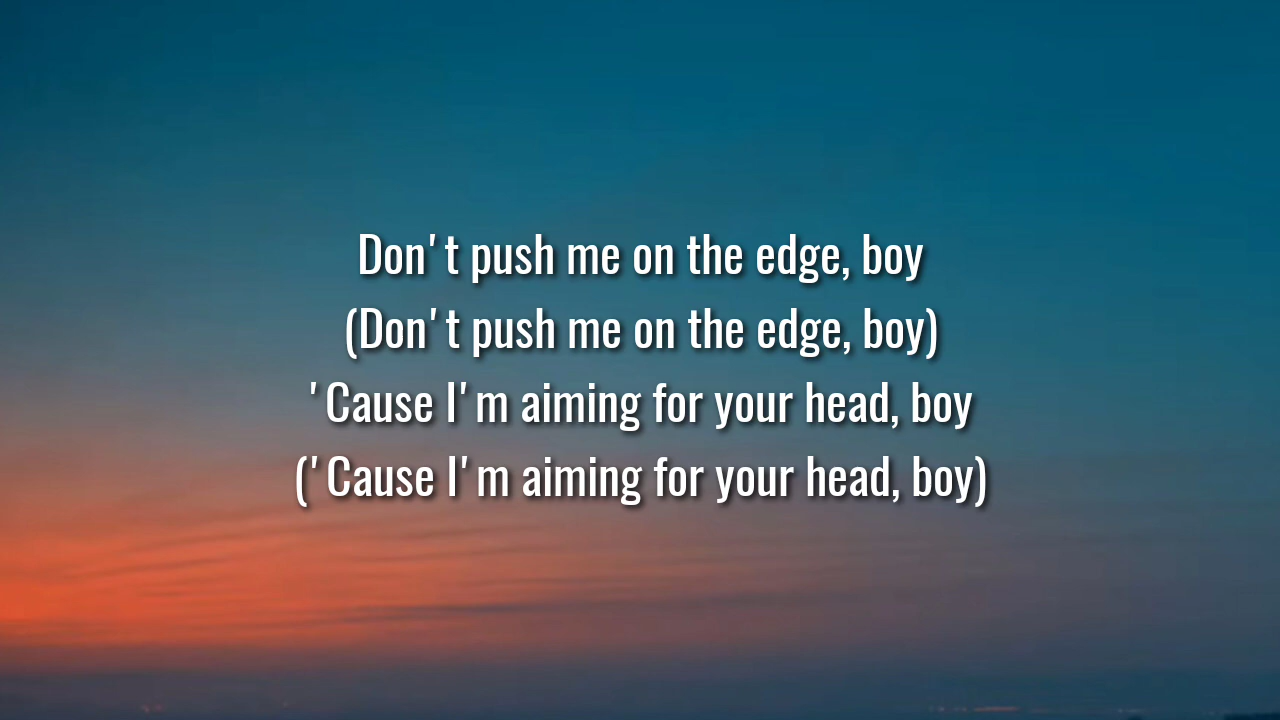 Don't push me on the edge, boy
(Don't push me on the edge, boy)
'Cause I'm aiming for your head, boy
('Cause I'm aiming for your head, boy)